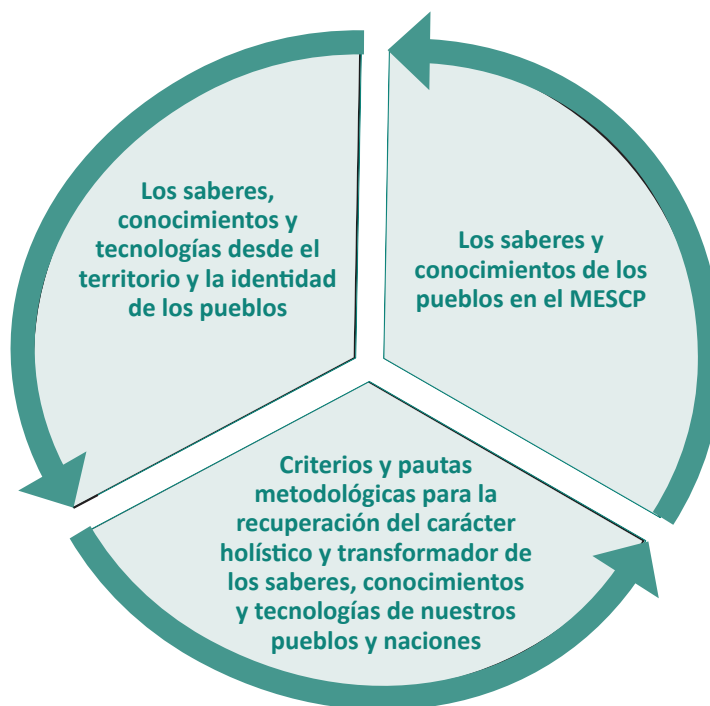 Los saberes,
conocimientos y
tecnologías desde el
territorio y la identidad
de los pueblos
Los saberes y
conocimientos de los
pueblos en el MESCP
Criterios y pautas
metodológicas para la
recuperación del carácter
holístico y transformador de
los saberes, conocimientos
y tecnologías de nuestros
pueblos y naciones